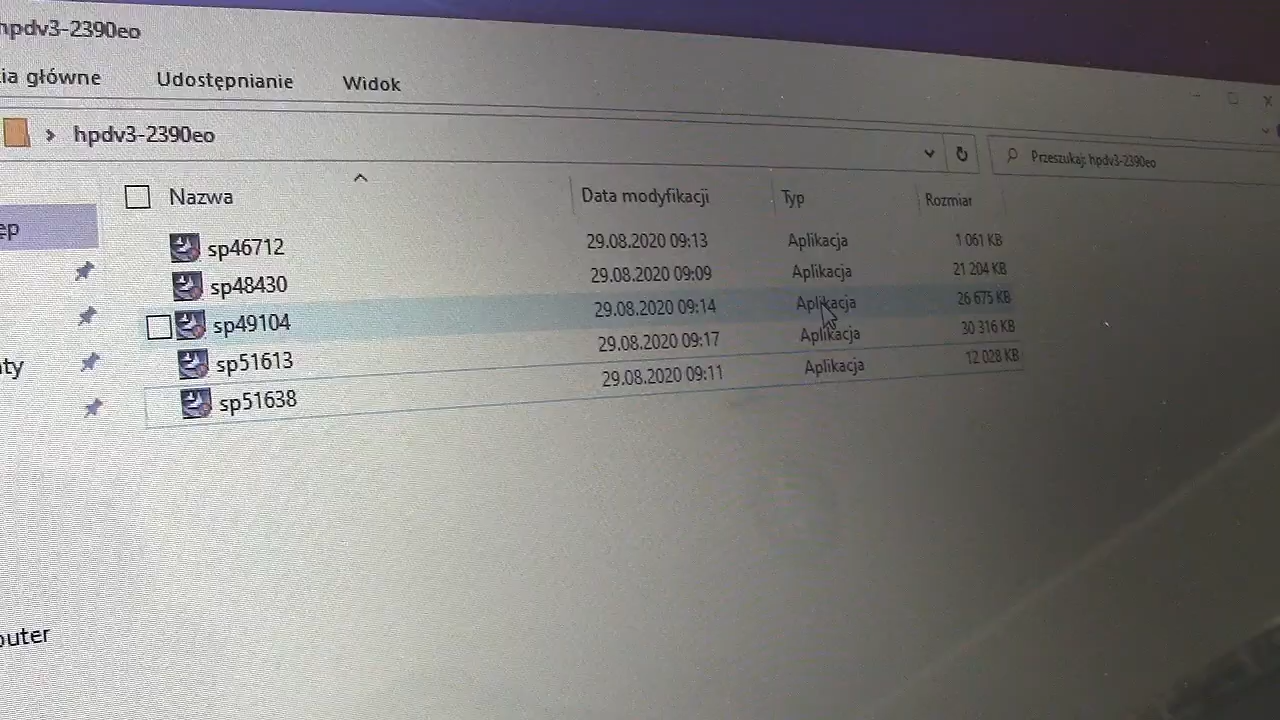 hpdv3-2390eo
ia główne Udostępnianie Widok
hpdv3-2390eo Przeszukaj: hpdv3-2390eo
Nazwa Data modyfikacji Typ Rozmiar
ęp
sp46712 29.08.2020 09:13 Aplikacja 1 061 KB
sp48430 29.08.2020 09:09 Aplikacja 21 204 KB
sp49104 29.08.2020 09:14 Aplikacja 26 675 KB
sp51613 29.08.2020 09:17 Aplikacja 30 316 KB
sp51638 29.08.2020 09:11 Aplikacja 12 028 KB
ty
outer